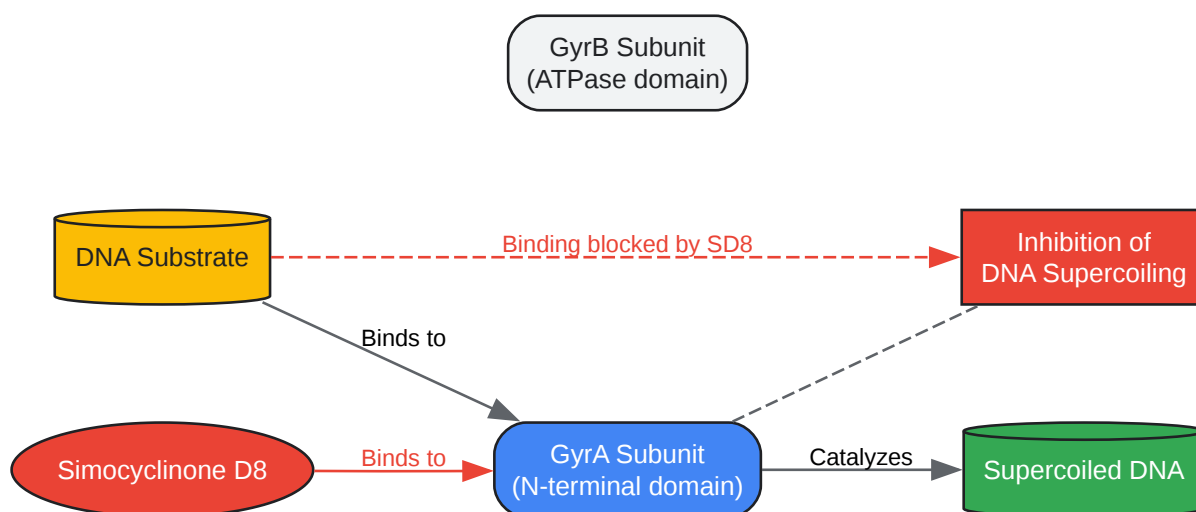 GyrB Subunit
(ATPase domain)
DNA Substrate
Binding blocked by SD8
Inhibition of
DNA Supercoiling
Binds to
Simocyclinone D8
Binds to
GyrA Subunit
(N-terminal domain)
Catalyzes
Supercoiled DNA